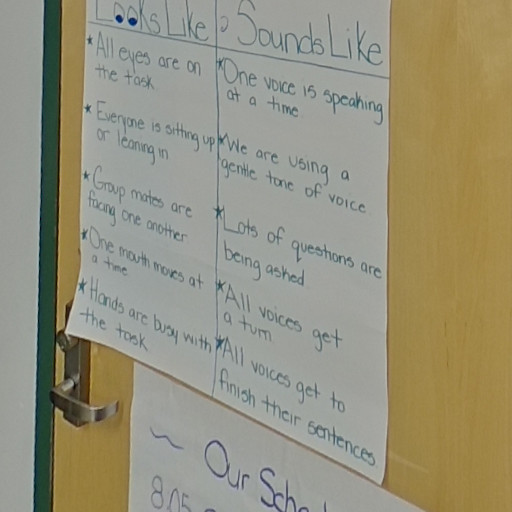 Looks Like
*All eyes are on
the task
*Everyone is sitting up
or leaning in
*Group mates are
facing one another
*One mouth moves at
a time
*Hands are busy with
the task
Sounds Like
*One voice is speaking
at a time
*We are using a
gentle tone of voice
*Lots of questions are
being asked
*All voices get
a turn
*All voices get to
finish their sentences
~ Our Sche
8:05